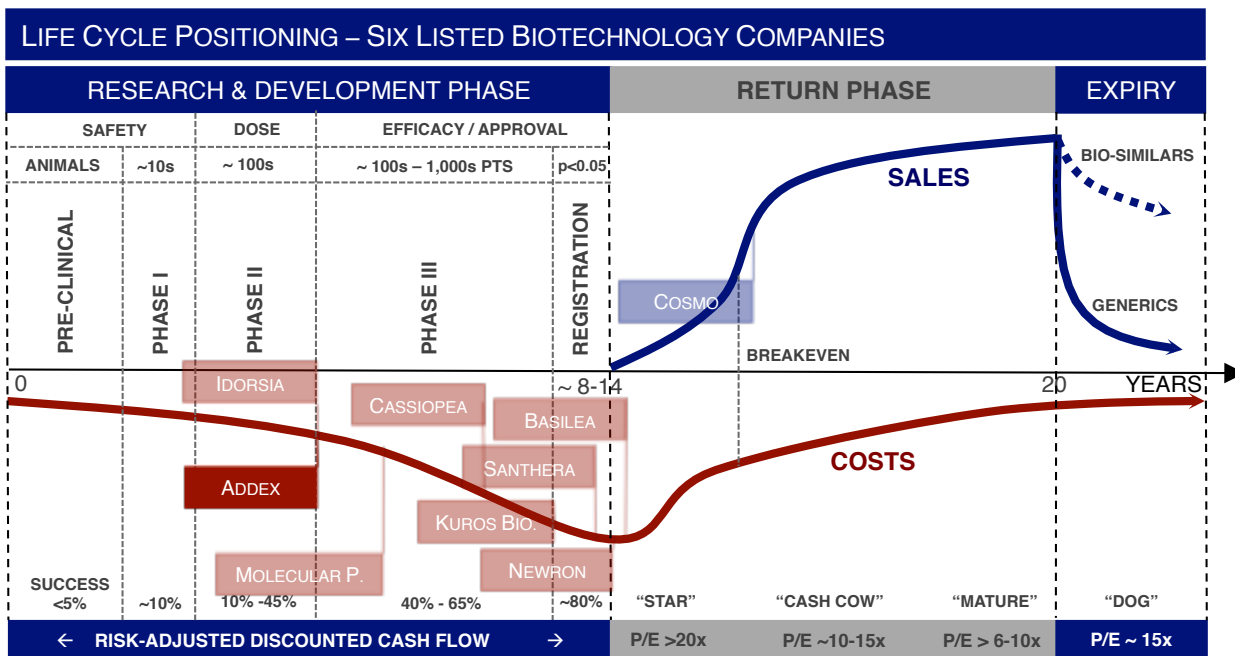 LIFE CYCLE POSITIONING – SIX LISTED BIOTECHNOLOGY COMPANIES
RESEARCH & DEVELOPMENT PHASE
RETURN PHASE
EXPIRY
SAFETY
DOSE
EFFICACY / APPROVAL
ANIMALS
~10s
~ 100s
~ 100s – 1,000s PTS
p<0.05
PRE-CLINICAL
PHASE I
PHASE II
PHASE III
REGISTRATION
SALES
BIO-SIMILARS
GENERICS
COSMO
BREAKEVEN
0
~ 8-14
20
YEARS
IDORSIA
CASSIOPEA
BASILEA
SANTHERA
ADDEX
KUROS BIO.
MOLECULAR P.
NEWRON
COSTS
SUCCESS
<5%
~10%
10% -45%
40% - 65%
~80%
“STAR”
“CASH COW”
“MATURE”
“DOG”
← RISK-ADJUSTED DISCOUNTED CASH FLOW →
P/E >20x
P/E ~10-15x
P/E > 6-10x
P/E ~ 15x